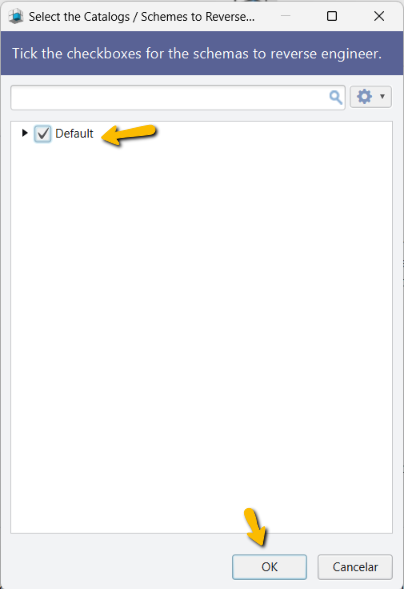 Select the Catalogs / Schemes to Reverse...
Tick the checkboxes for the schemas to reverse engineer.
Default
OK
Cancelar